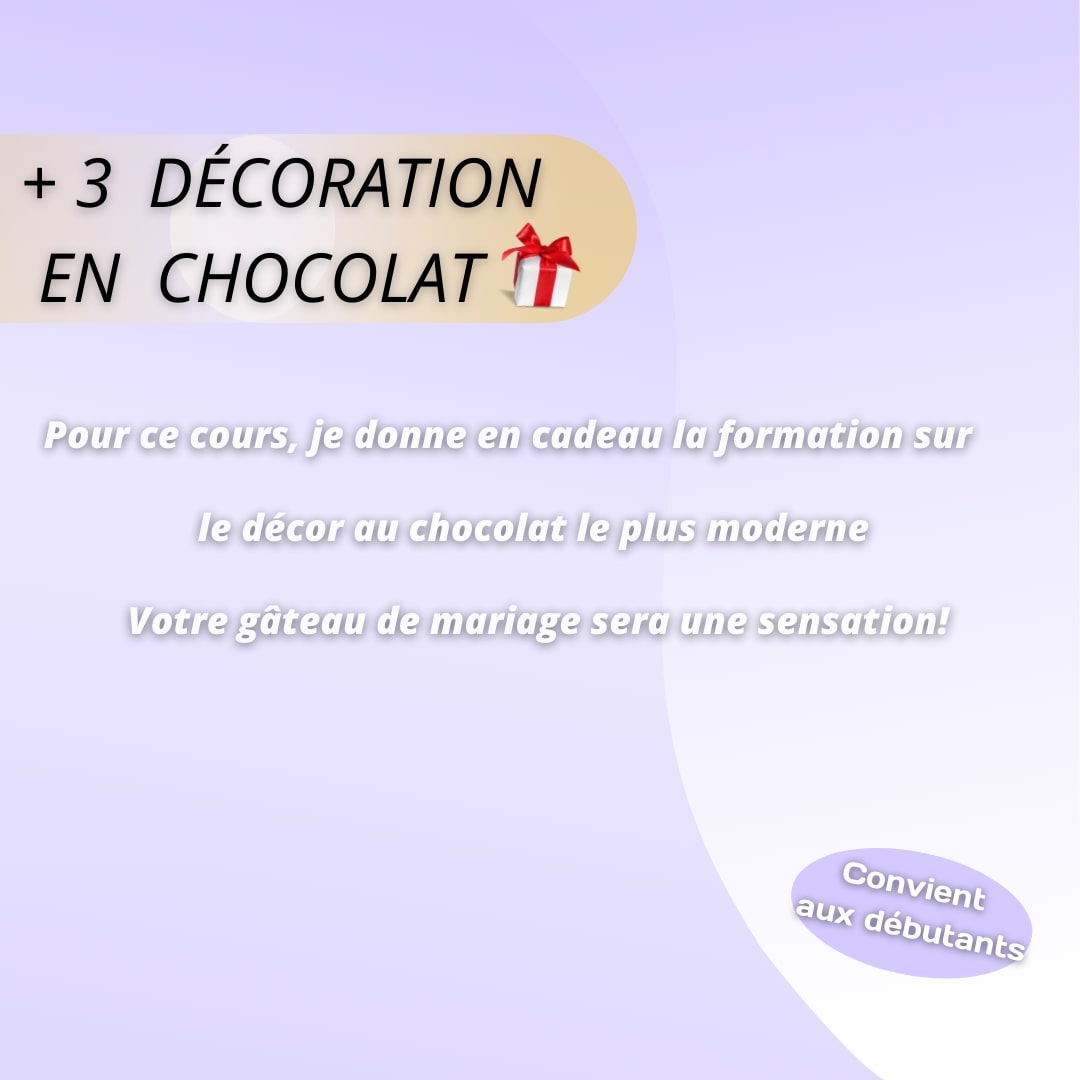 + 3 DÉCORATION
EN CHOCOLAT
Pour ce cours, je donne en cadeau la formation sur
le décor au chocolat le plus moderne
Votre gâteau de mariage sera une sensation!
Convient
aux débutants